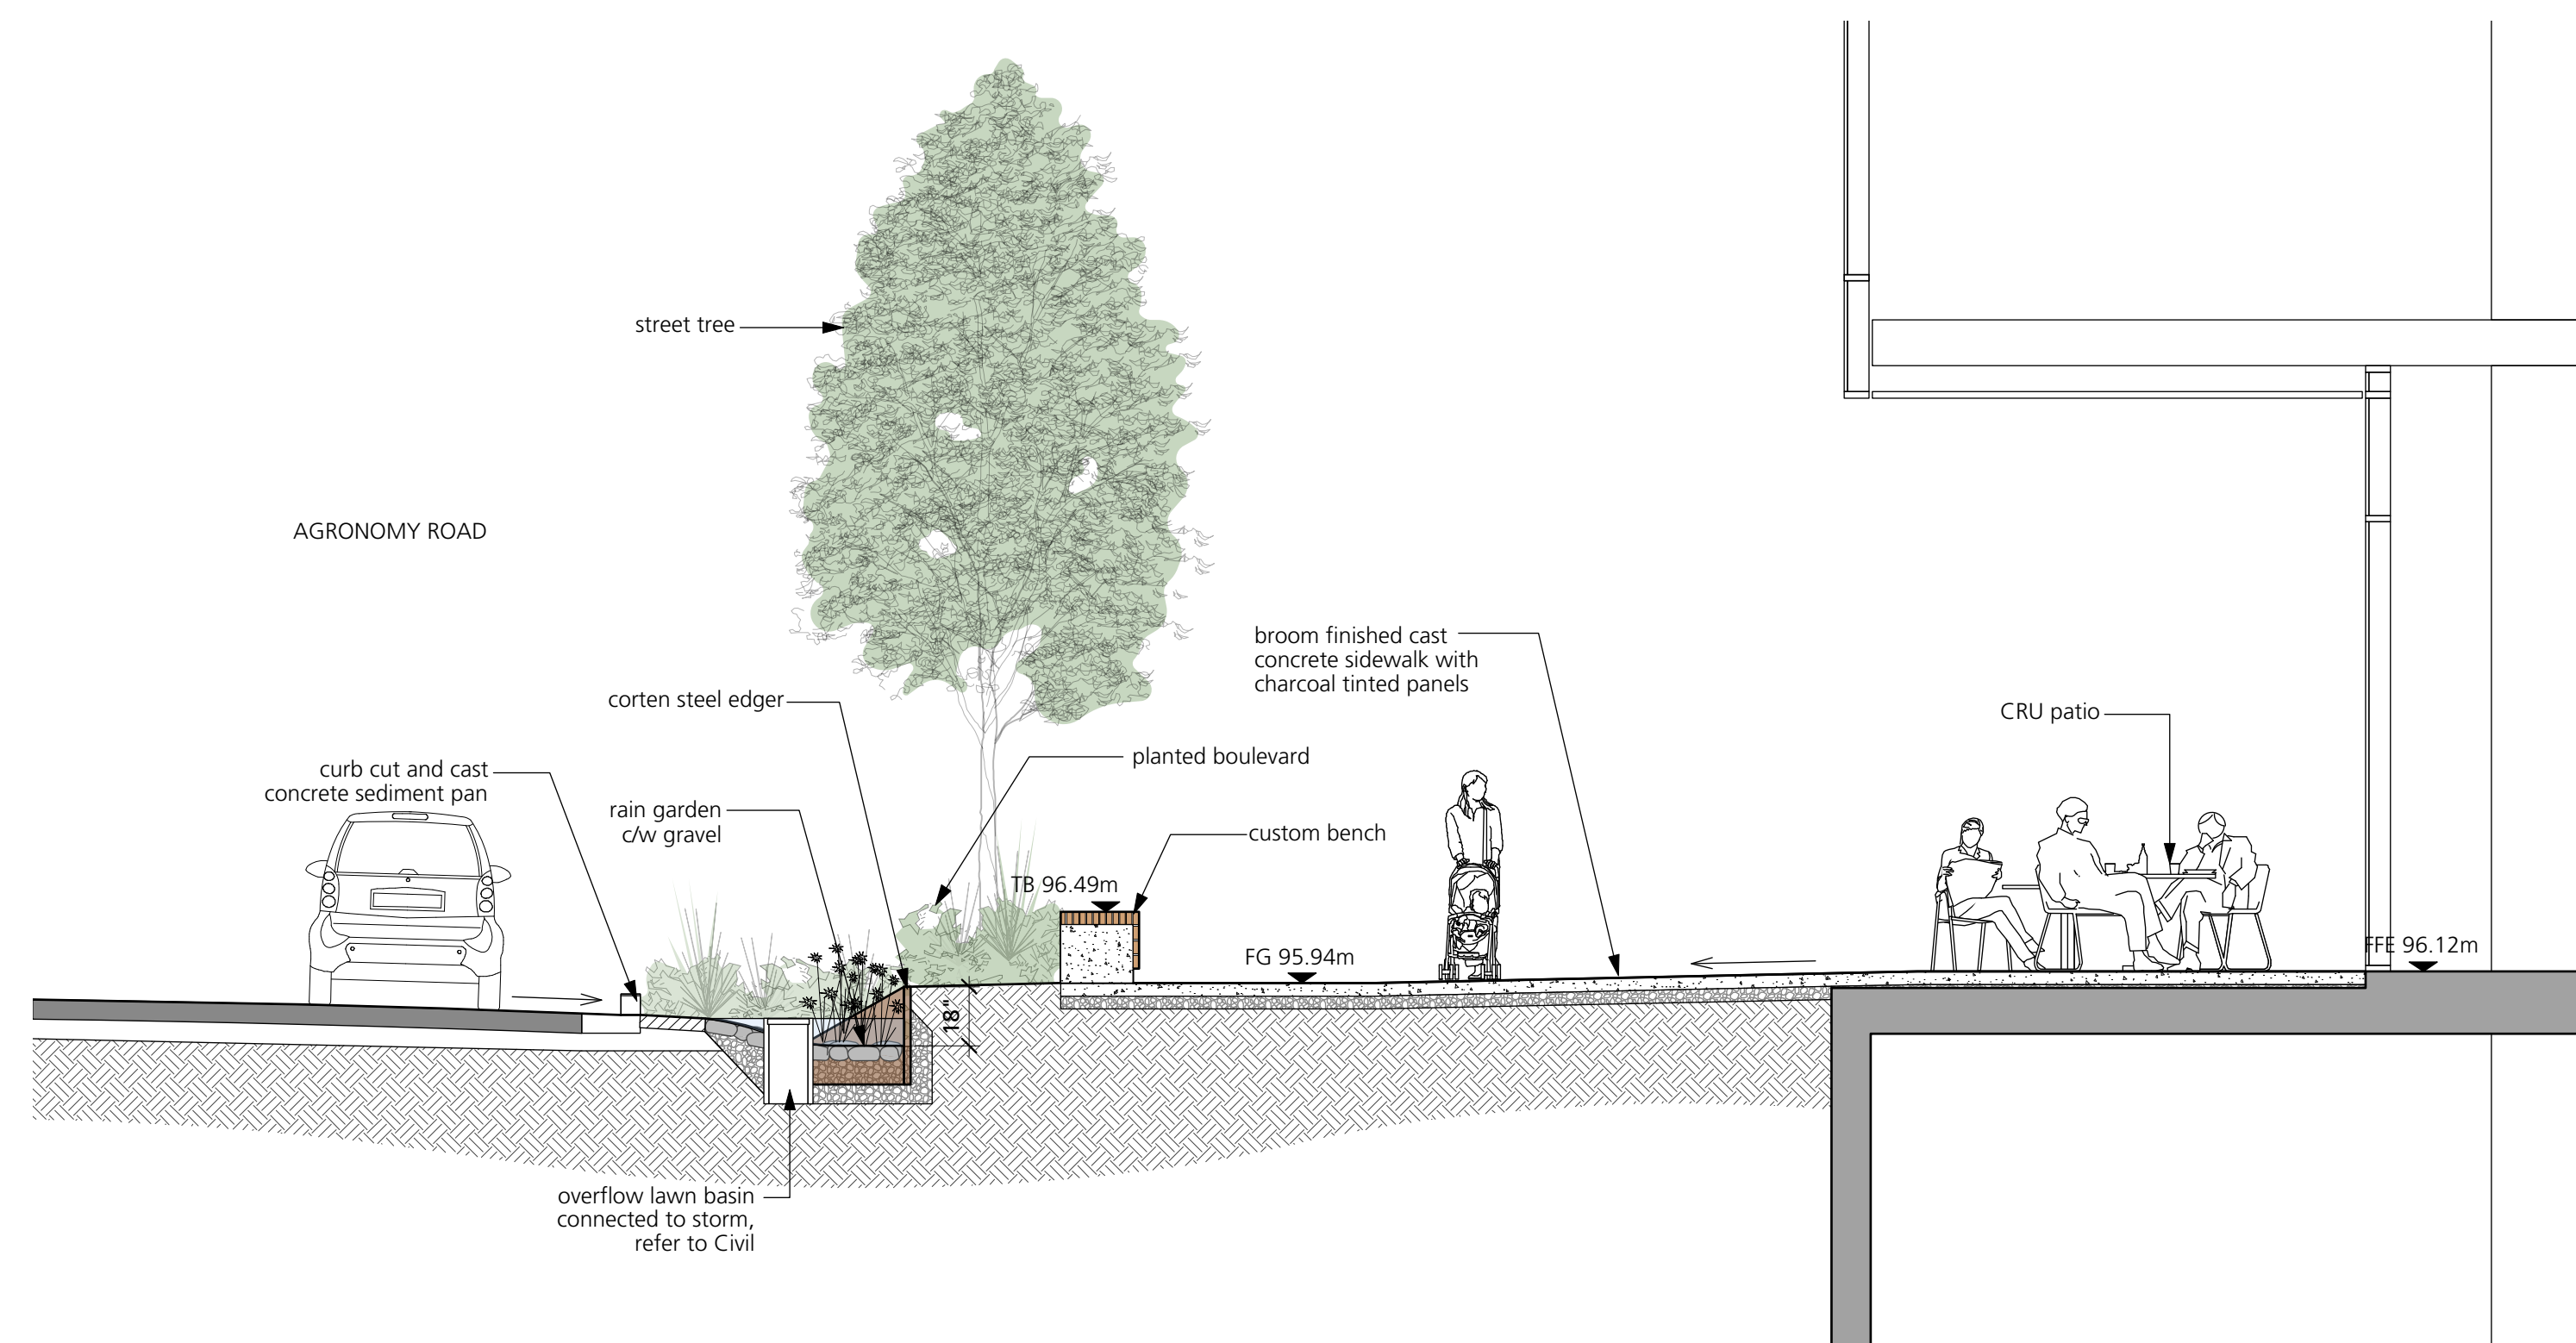 street tree
AGRONOMY ROAD
broom finished cast
concrete sidewalk with
charcoal tinted panels
corten steel edger
CRU patio
planted boulevard
curb cut and cast
concrete sediment pan
rain garden
c/w gravel
custom bench
TB 96.49m
FG 95.94m
FFE 96.12m
18"
overflow lawn basin
connected to storm,
refer to Civil